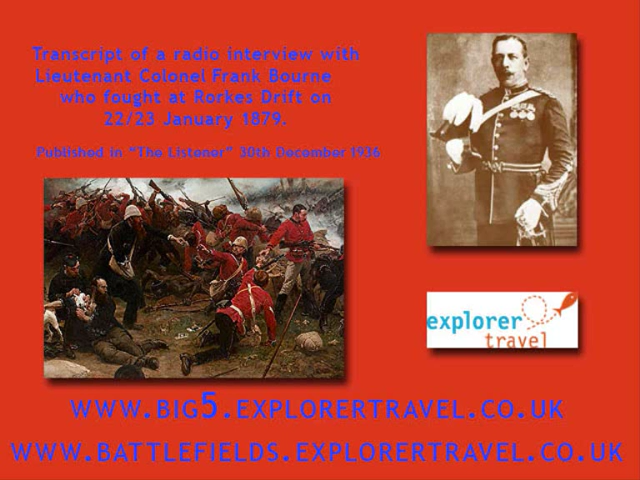 Transcript of a radio interview with
Lieutenant Colonel Frank Bourne
who fought at Rorkes Drift on
22/23 January 1879.
Published in "The Listener" 30th December 1936
explorer
travel
WWW.BIG5.EXPLORERTRAVEL.CO.UK
WWW.BATTLEFIELDS.EXPLORERTRAVEL.CO.UK